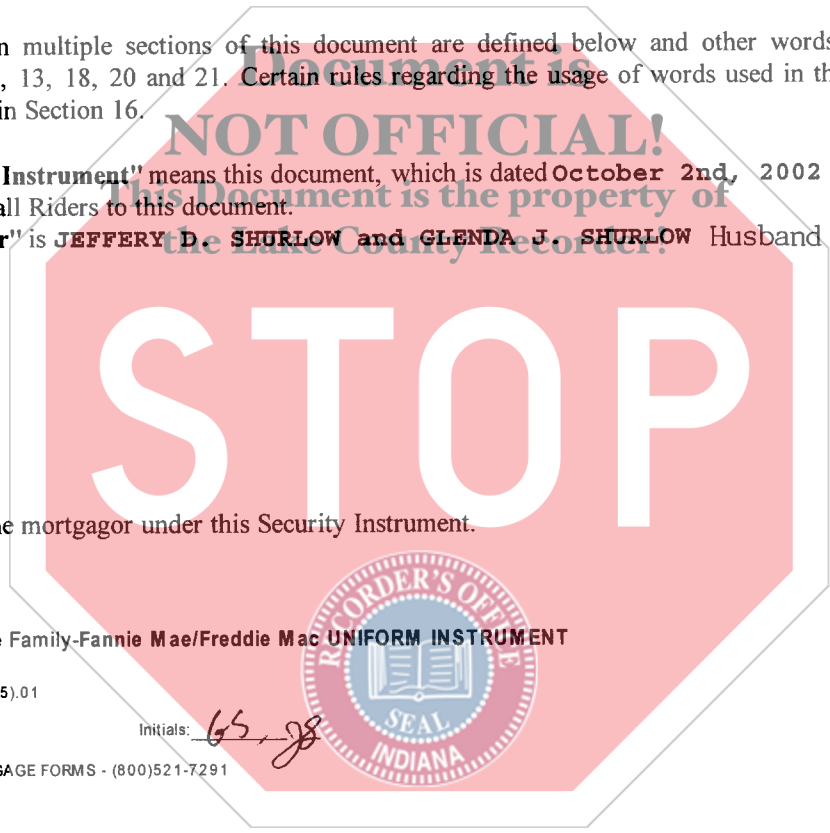 n multiple sections of this document are defined below and other words
, 13, 18, 20 and 21. Certain rules regarding the usage of words used in th
in Section 16.
Document is
NOT OFFICIAL!
Instrument" means this document, which is dated October 2nd, 2002
This Document is the property of
all Riders to this document.
r" is JEFFERY D. SHURLOW and GLENDA J. SHURLOW Husband
the Lake County Recorder!
STOP
e mortgagor under this Security Instrument.
RECORDER'S OFFICE
SEAL
INDIANA
e Family-Fannie Mae/Freddie Mac UNIFORM INSTRUMENT
5).01
Initials: GS, JS
GAGE FORMS - (800)521-7291